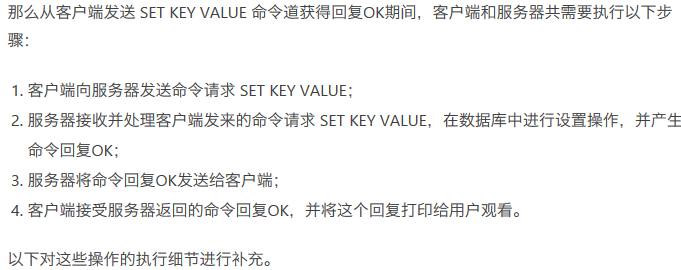 那么从客户端发送 SET KEY VALUE 命令道获得回复OK期间，客户端和服务器共需要执行以下步
骤：
1. 客户端向服务器发送命令请求 SET KEY VALUE；
2. 服务器接收并处理客户端发来的命令请求 SET KEY VALUE，在数据库中进行设置操作，并产生
命令回复OK；
3. 服务器将命令回复OK发送给客户端；
4. 客户端接受服务器返回的命令回复OK，并将这个回复打印给用户观看。
以下对这些操作的执行细节进行补充。